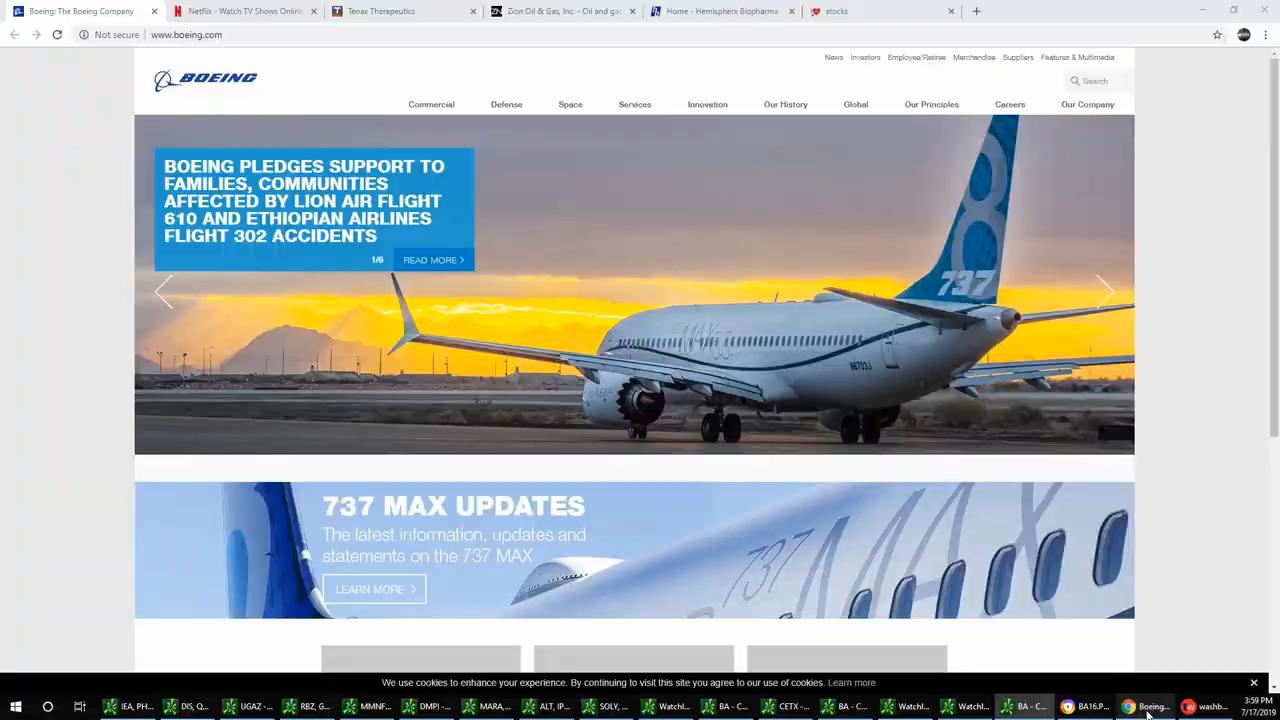 Boeing: The Boeing Company
Netflix - Watch TV Shows Online
Tenax Therapeutics
Zion Oil & Gas, Inc. - Oil and ga
Home - Hemispherx Biopharma
stocks
Not secure
www.boeing.com
News
Investors
Employee/Retiree
Merchandise
Suppliers
Features & Multimedia
BOEING
Search
Commercial
Defense
Space
Services
Innovation
Our History
Global
Our Principles
Careers
Our Company
BOEING PLEDGES SUPPORT TO
FAMILIES, COMMUNITIES
AFFECTED BY LION AIR FLIGHT
610 AND ETHIOPIAN AIRLINES
FLIGHT 302 ACCIDENTS
1/6
READ MORE
8
737
MAX
N8703J
737 MAX UPDATES
The latest information, updates and
statements on the 737 MAX
LEARN MORE
737 MAX
We use cookies to enhance your experience. By continuing to visit this site you agree to our use of cookies. Learn more
IEA, PH...
DIS, Q...
UGAZ -...
RBZ, G...
MMNF...
DMPI -...
MARA,...
ALT, IP...
SOLY, ...
Watchl...
BA - C...
CETX -...
BA - C...
Watchl...
Watchl...
BA - C...
BA16.P...
Boeing...
washb...
3:59 PM
7/17/2019